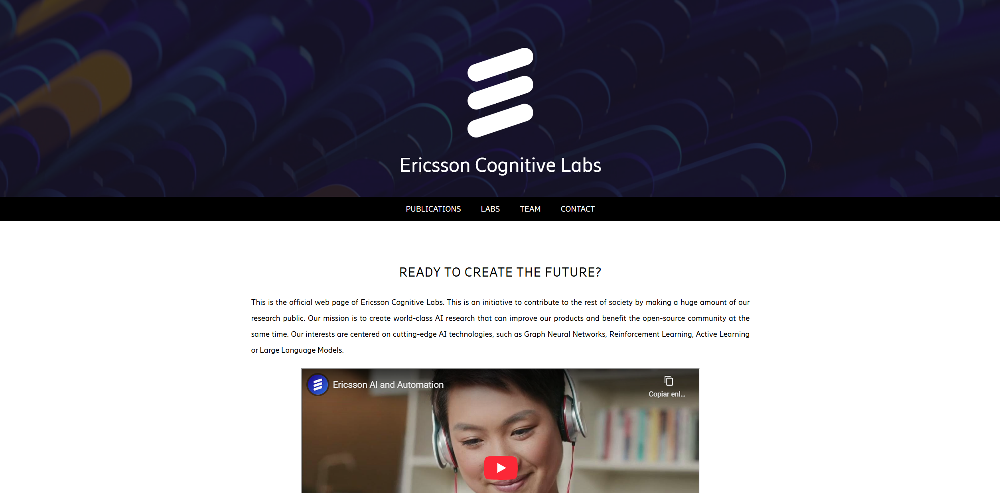 Ericsson Cognitive Labs
PUBLICATIONS LABS TEAM CONTACT
READY TO CREATE THE FUTURE?
This is the official web page of Ericsson Cognitive Labs. This is an initiative to contribute to the rest of society by making a huge amount of our
research public. Our mission is to create world-class AI research that can improve our products and benefit the open-source community at the
same time. Our interests are centered on cutting-edge AI technologies, such as Graph Neural Networks, Reinforcement Learning, Active Learning
or Large Language Models.
Ericsson AI and Automation
Copiar enl...